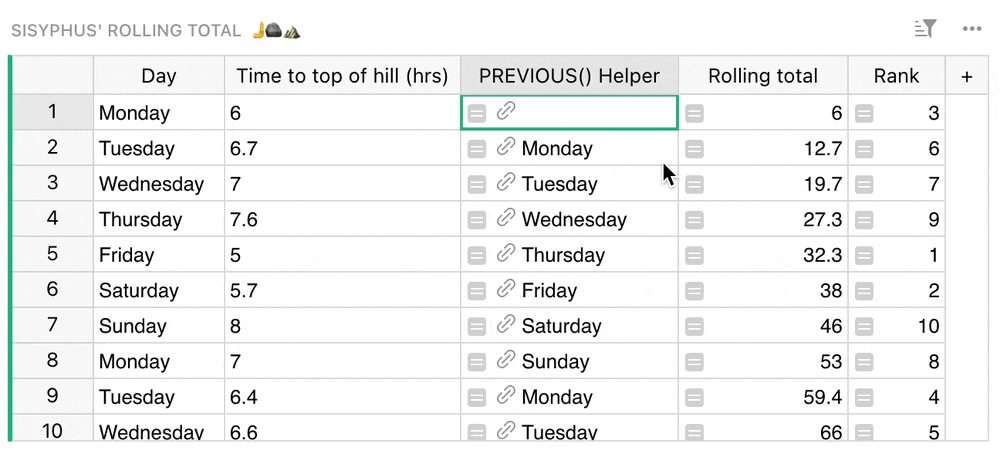 SISYPHUS' ROLLING TOTAL 🫸🪨⛰️
Day Time to top of hill (hrs) PREVIOUS() Helper Rolling total Rank +
1 Monday 6 6 3
2 Tuesday 6.7 Monday 12.7 6
3 Wednesday 7 Tuesday 19.7 7
4 Thursday 7.6 Wednesday 27.3 9
5 Friday 5 Thursday 32.3 1
6 Saturday 5.7 Friday 38 2
7 Sunday 8 Saturday 46 10
8 Monday 7 Sunday 53 8
9 Tuesday 6.4 Monday 59.4 4
10 Wednesday 6.6 Tuesday 66 5